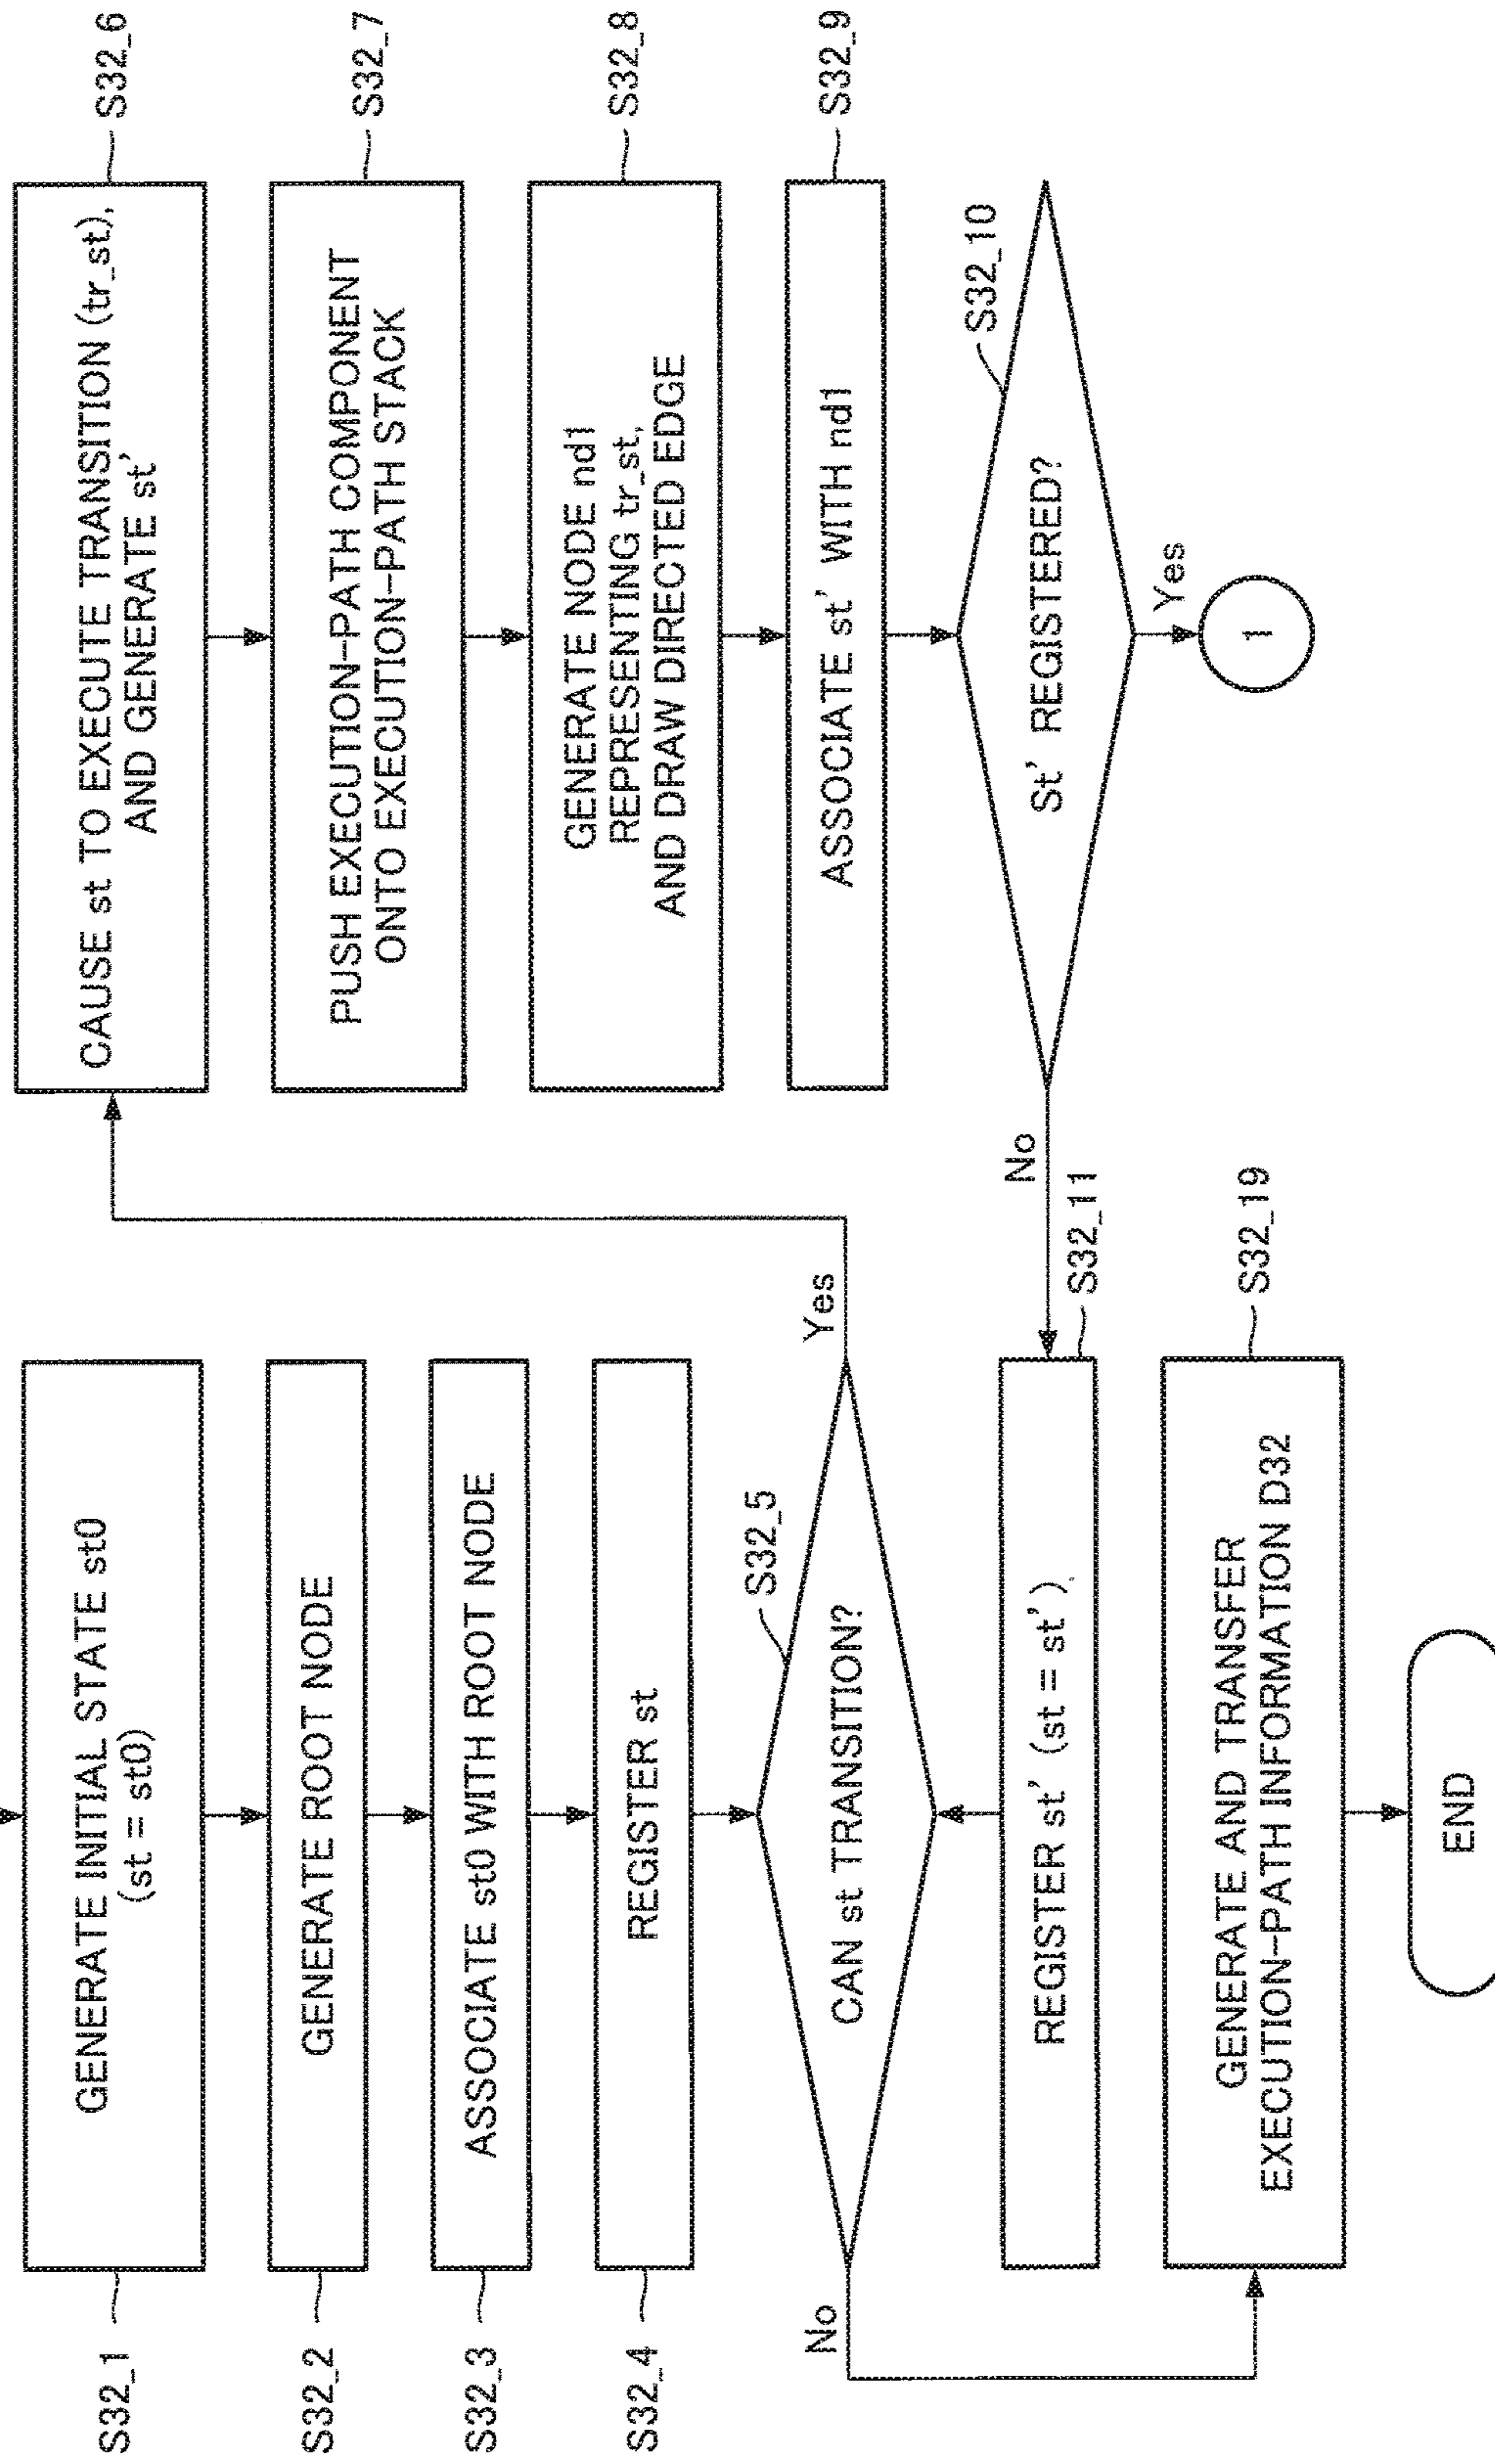 S32_1
GENERATE INITIAL STATE st0
(st = st0)
S32_2
GENERATE ROOT NODE
S32_3
ASSOCIATE st0 WITH ROOT NODE
S32_4
REGISTER st
S32_5
CAN st TRANSITION?
Yes
No
S32_6
CAUSE st TO EXECUTE TRANSITION (tr_st),
AND GENERATE st'
S32_7
PUSH EXECUTION-PATH COMPONENT
ONTO EXECUTION-PATH STACK
S32_8
GENERATE NODE nd1
REPRESENTING tr_st,
AND DRAW DIRECTED EDGE
S32_9
ASSOCIATE st' WITH nd1
S32_10
St' REGISTERED?
No
Yes
1
S32_11
REGISTER st' (st = st'),
S32_19
GENERATE AND TRANSFER
EXECUTION-PATH INFORMATION D32
END